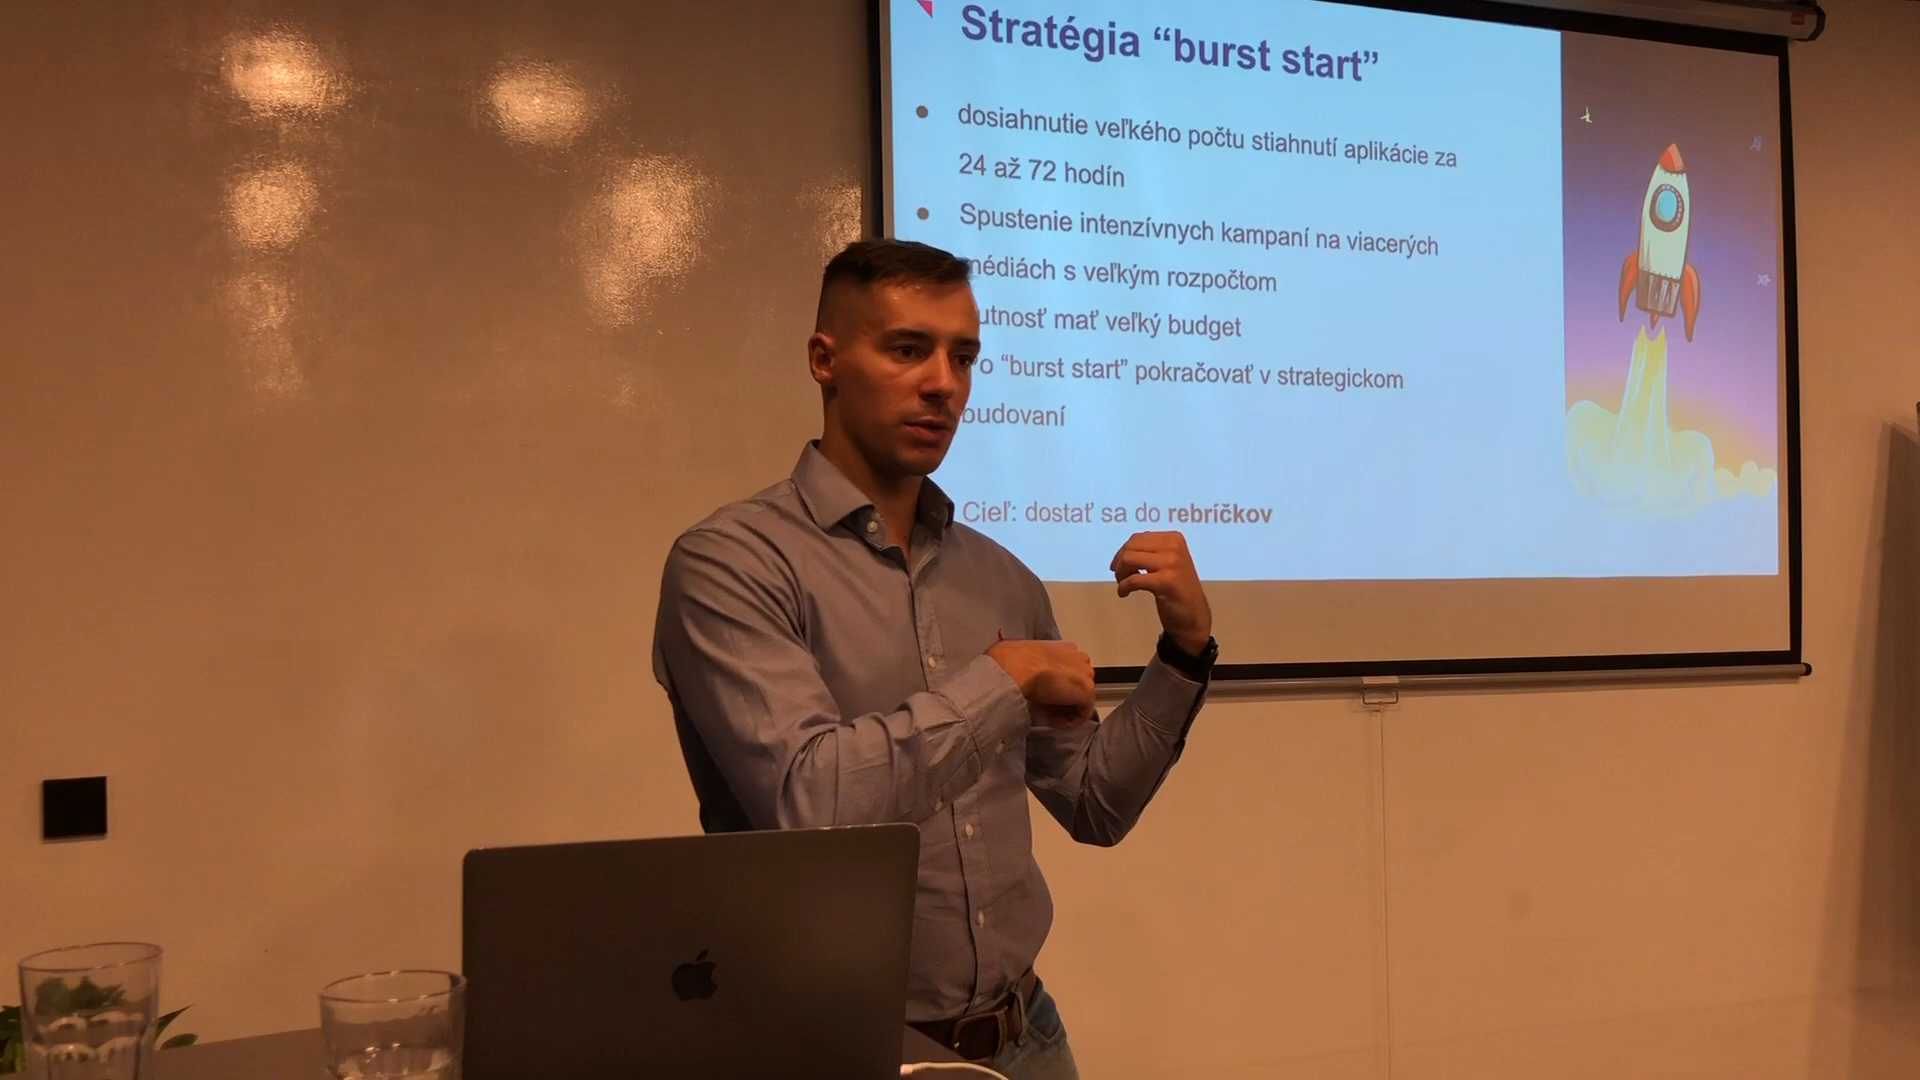 Stratégia “burst start”
dosiahnutie veľkého počtu stiahnutí aplikácie za
24 až 72 hodín
Spustenie intenzívnych kampaní na viacerých
médiách s veľkým rozpočtom
mať veľký budget
“burst start” pokračovať v strategickom
budovaní
Cieľ: dostať sa do rebríčkov